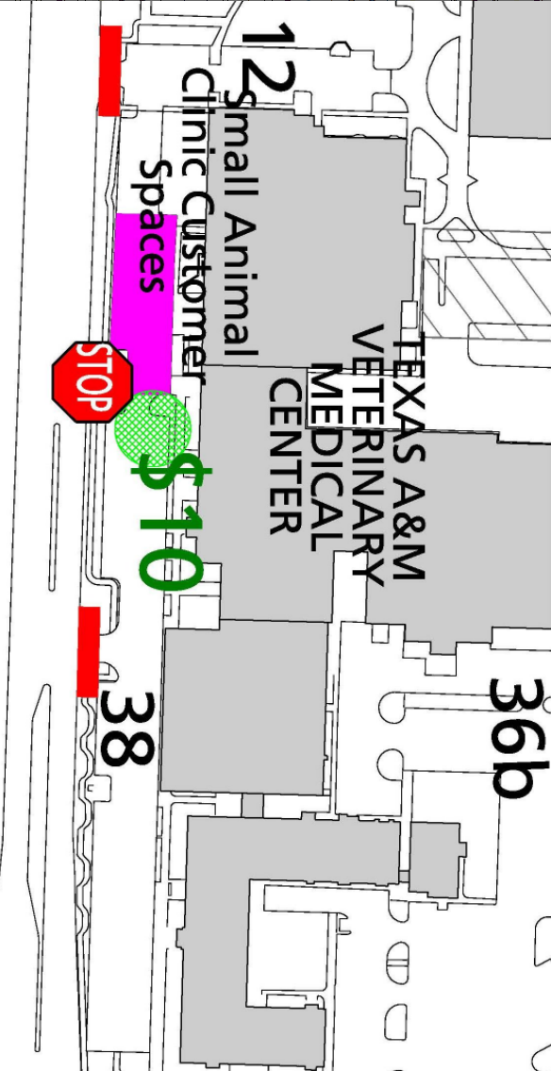 12
Small Animal
Clinic Customer
Spaces
TEXAS A&M
VETERINARY
MEDICAL
CENTER
STOP
$10
38
36b